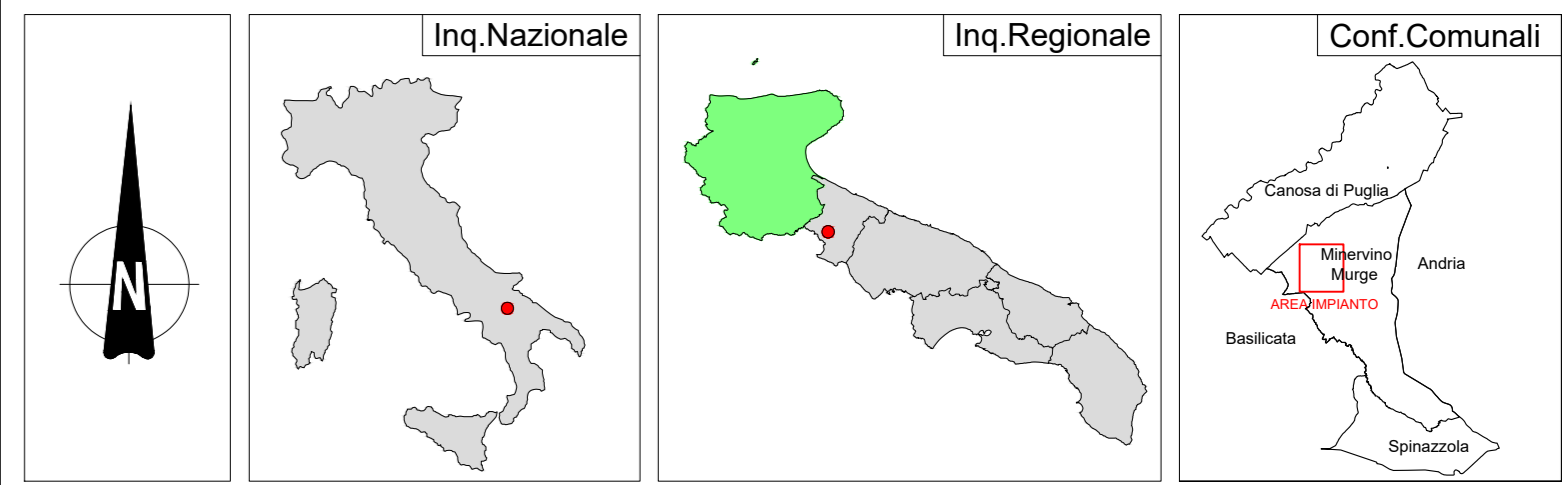 N
Inq.Nazionale
Inq.Regionale
Conf.Comunali
Canosa di Puglia
Minervino
Murge
Andria
AREA IMPIANTO
Basilicata
Spinazzola